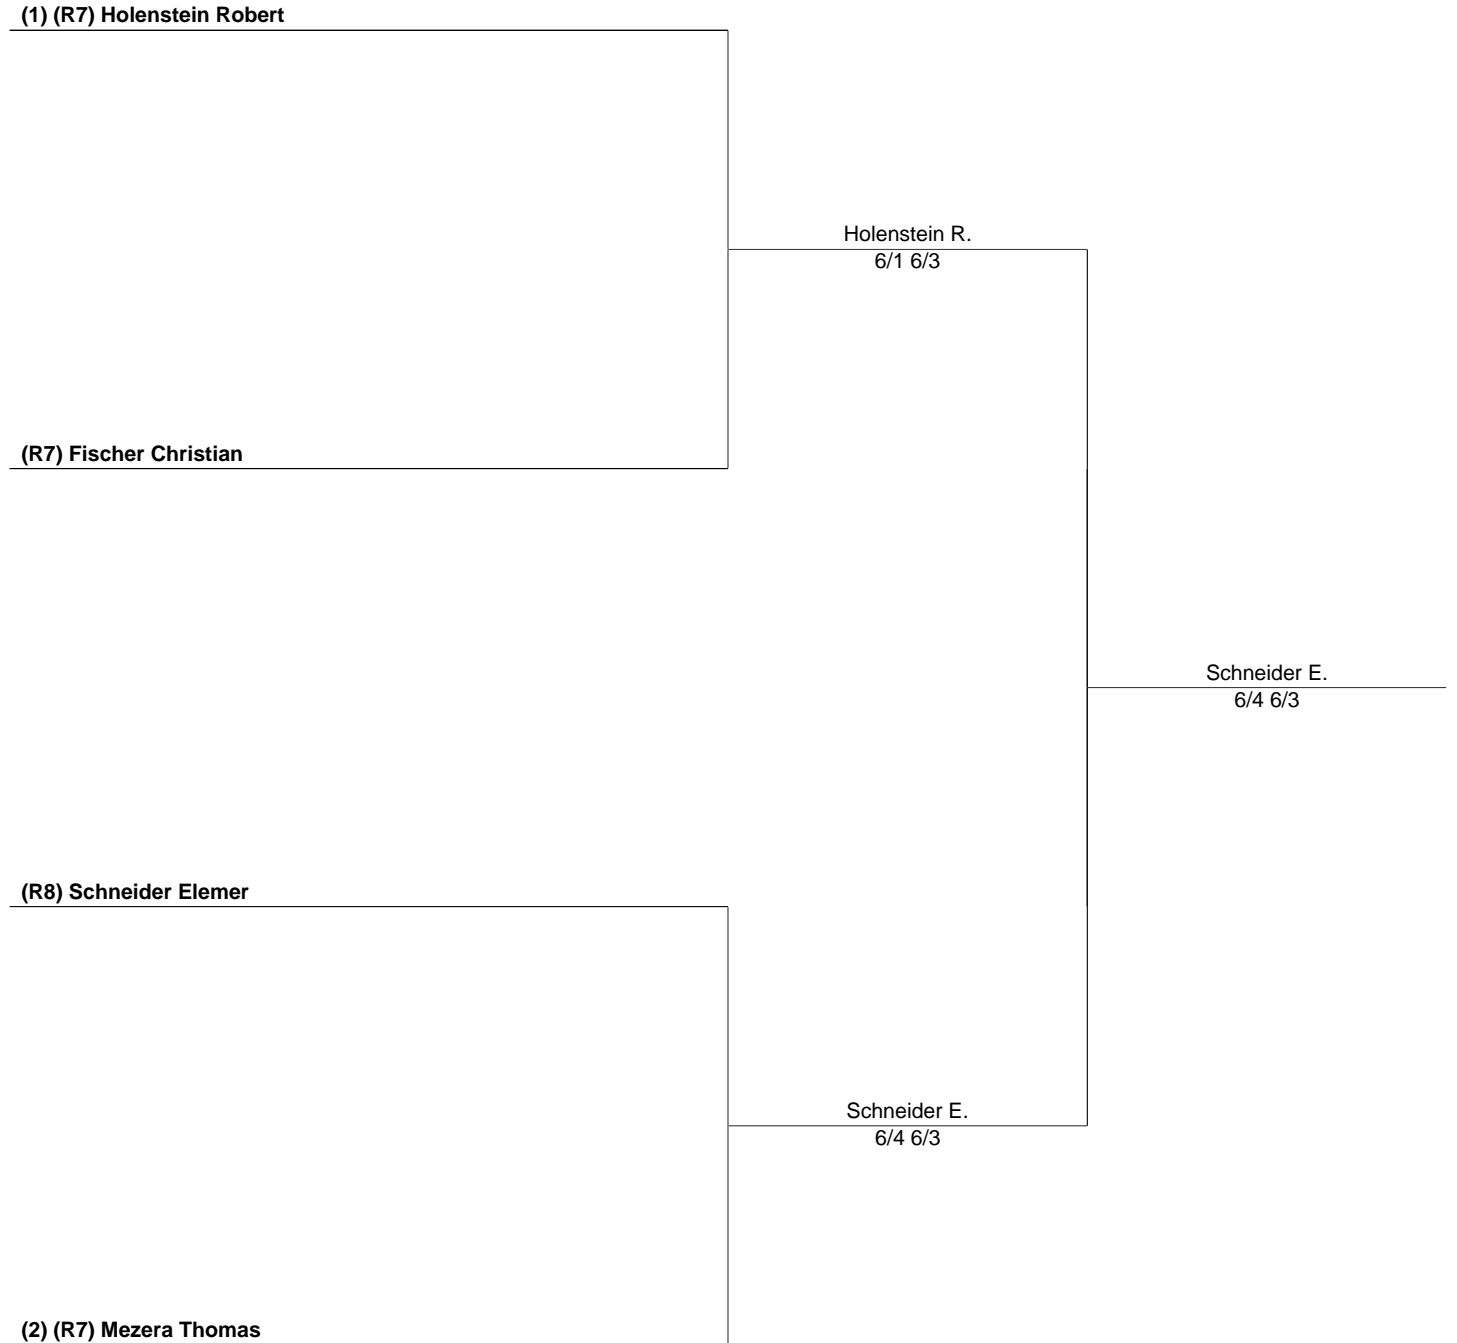 (1) (R7) Holenstein Robert
Holenstein R.
6/1 6/3
(R7) Fischer Christian
Schneider E.
6/4 6/3
(R8) Schneider Elemer
Schneider E.
6/4 6/3
(2) (R7) Mezera Thomas